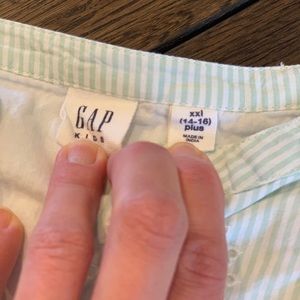 GAP
KIDS
xxl
(14-16)
plus
MADE IN
INDIA